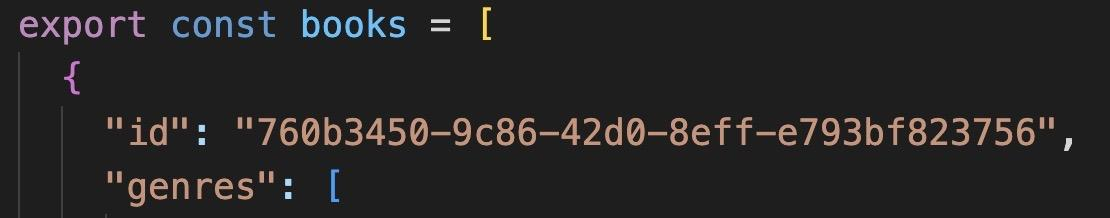 export const books = [
{
"id": "760b3450-9c86-42d0-8eff-e793bf823756",
"genres": [